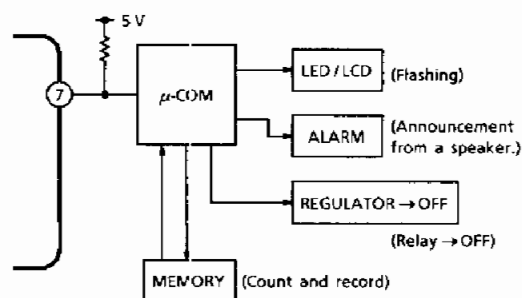 5 V
7
μ-COM
LED/LCD
(Flashing)
ALARM
(Announcement
from a speaker.)
REGULATOR→OFF
(Relay→OFF)
MEMORY
(Count and record)